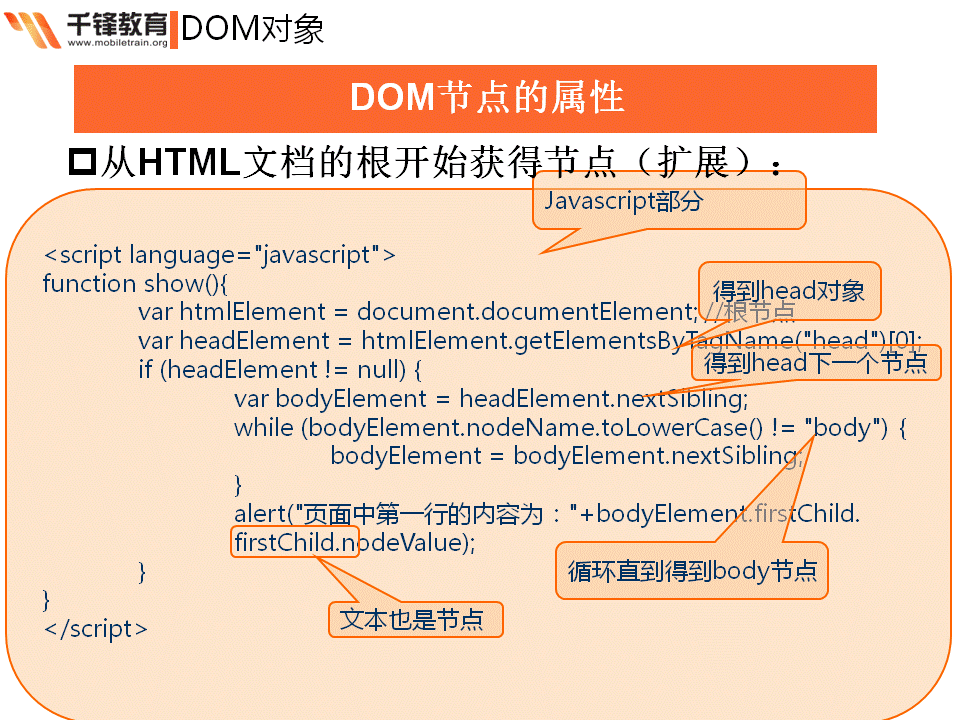 千锋教育
www.mobiletrain.org
DOM对象
DOM节点的属性
从HTML文档的根开始获得节点（扩展）：
Javascript部分
<script language="javascript">
function show(){
得到head对象
var htmlElement = document.documentElement; //根节点
var headElement = htmlElement.getElementsByTagName("head")[0];
得到head下一个节点
if (headElement != null) {
var bodyElement = headElement.nextSibling;
while (bodyElement.nodeName.toLowerCase() != "body") {
bodyElement = bodyElement.nextSibling;
}
alert("页面中第一行的内容为："+bodyElement.firstChild.
firstChild.nodeValue);
循环直到得到body节点
}
}
文本也是节点
</script>